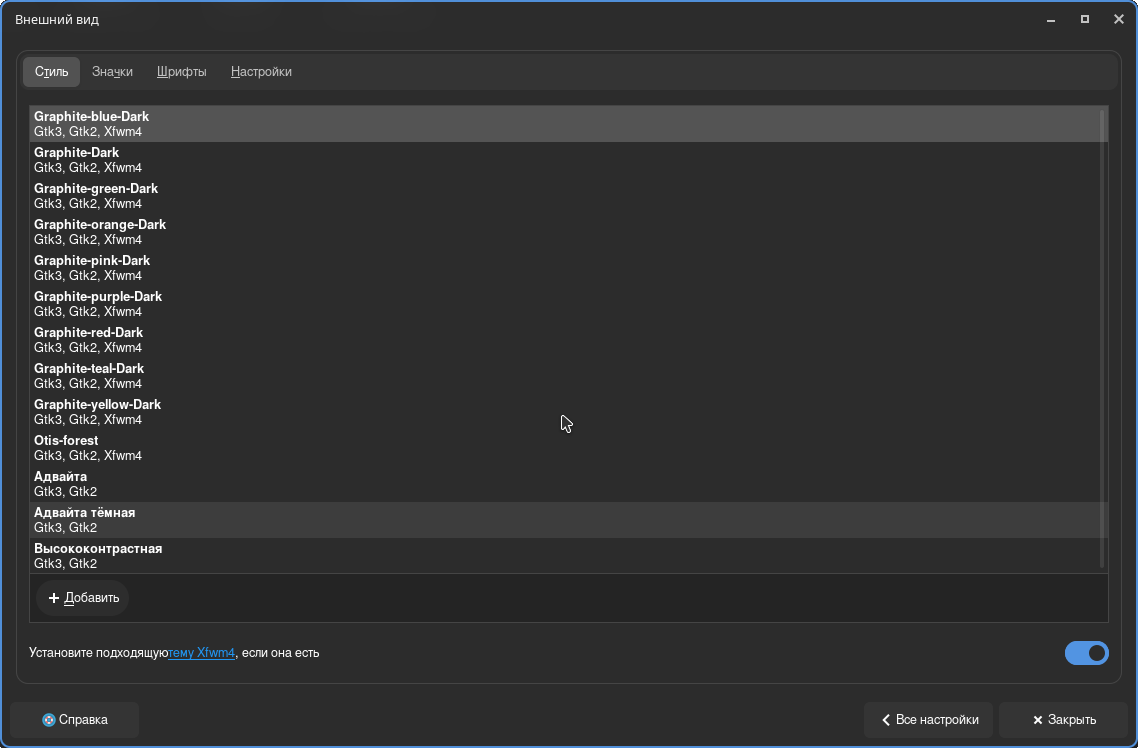 Внешний вид
Стиль Значки Шрифты Настройки
Graphite-blue-Dark
Gtk3, Gtk2, Xfwm4
Graphite-Dark
Gtk3, Gtk2, Xfwm4
Graphite-green-Dark
Gtk3, Gtk2, Xfwm4
Graphite-orange-Dark
Gtk3, Gtk2, Xfwm4
Graphite-pink-Dark
Gtk3, Gtk2, Xfwm4
Graphite-purple-Dark
Gtk3, Gtk2, Xfwm4
Graphite-red-Dark
Gtk3, Gtk2, Xfwm4
Graphite-teal-Dark
Gtk3, Gtk2, Xfwm4
Graphite-yellow-Dark
Gtk3, Gtk2, Xfwm4
Otis-forest
Gtk3, Gtk2, Xfwm4
Адвайта
Gtk3, Gtk2
Адвайта тёмная
Gtk3, Gtk2
Высококонтрастная
Gtk3, Gtk2
Добавить
Установите подходящуютему Xfwm4, если она есть
Справка Все настройки Закрыть